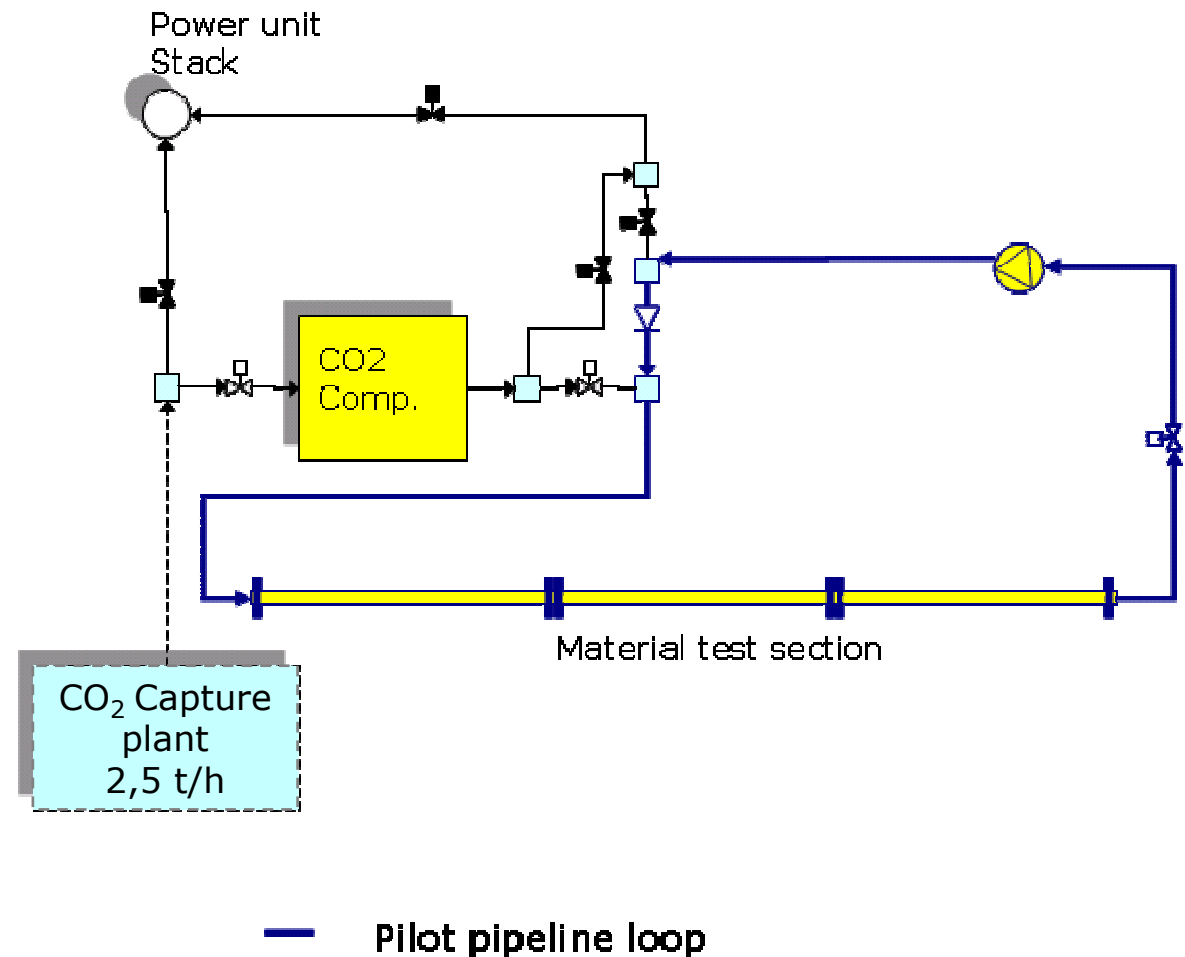 Power unit
Stack
CO2
Comp.
Material test section
CO₂ Capture
plant
2,5 t/h
Pilot pipeline loop